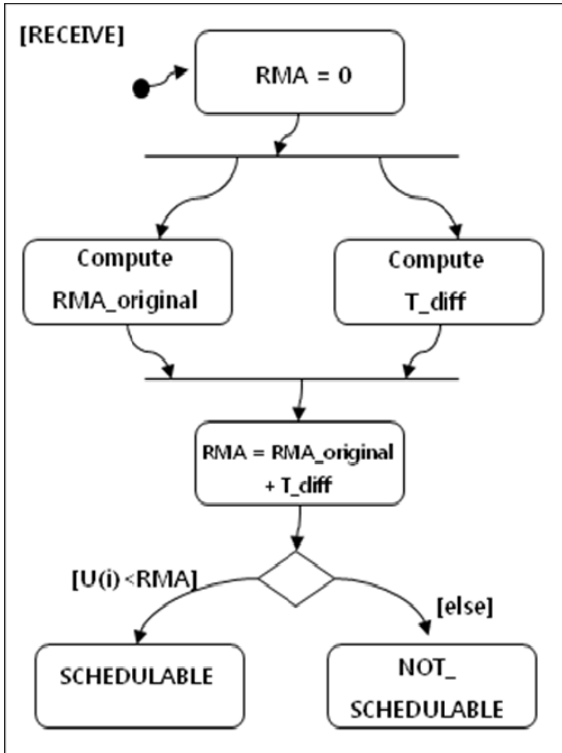 [RECEIVE]
RMA = 0
Compute
RMA_original
Compute
T_diff
RMA = RMA_original
+ T_diff
[U(i) <RMA]
[else]
SCHEDULABLE
NOT_
SCHEDULABLE